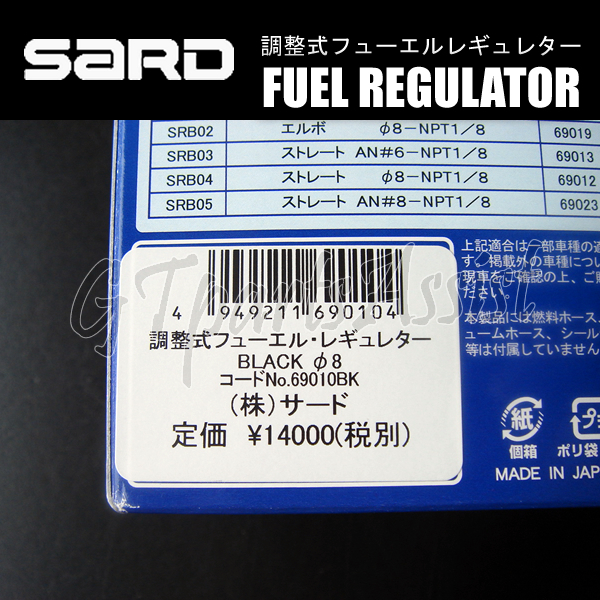 SARD
調整式フューエルレギュレター
FUEL REGULATOR
SRB02 エルボ φ8-NPT1/8 69019
SRB03 ストレート AN#6-NPT1/8 69013
SRB04 ストレート φ8-NPT1/8 69012
SRB05 ストレート AN#8-NPT1/8 69023
上記適合は一部車種の適
す。掲載外の車種につい
現車を確認の上、ご購
ださい。
本製品には燃料ホース、
ュームホース、シール
等は付属していません
4 949211 690104
調整式フューエル・レギュレター
BLACK φ8
コードNo.69010BK
(株)サード
定価 ¥14000(税別)
GTpartsAssist
紙
個箱
プラ
ポリ袋
MADE IN JAP